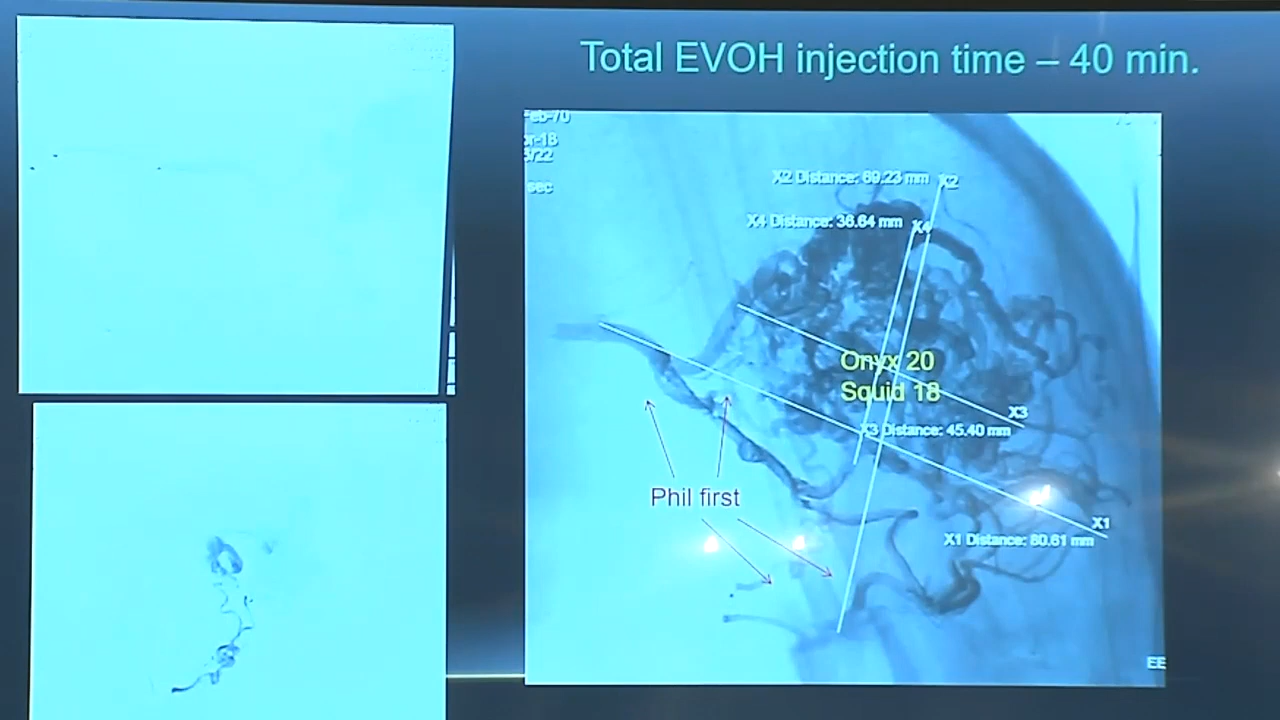 Total EVOH injection time – 40 min.
sec
X2 Distance: 69.23 mm X2
X4 Distance: 36.64 mm X4
Onyx 20
Squid 18
X3
X3 Distance: 45.40 mm
Phil first
X1
X1 Distance: 80.61 mm
EE